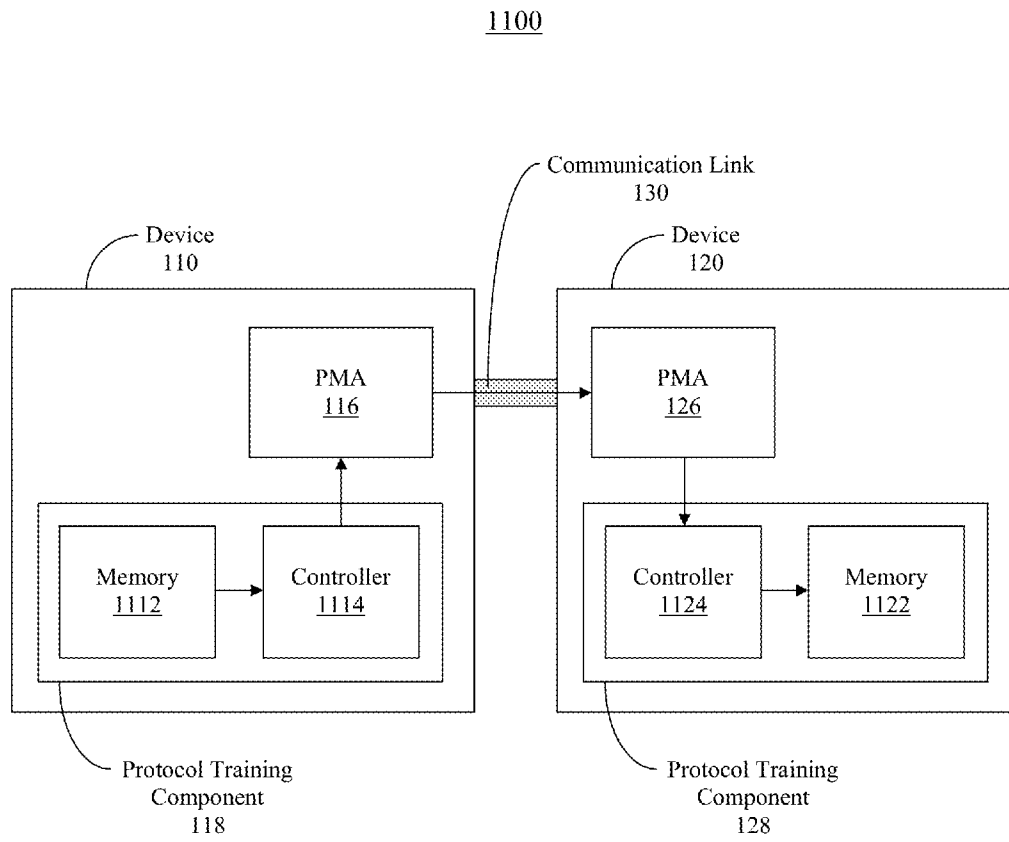 1100
Communication Link
130
Device
110
Device
120
PMA
116
PMA
126
Memory
1112
Controller
1114
Controller
1124
Memory
1122
Protocol Training
Component
118
Protocol Training
Component
128